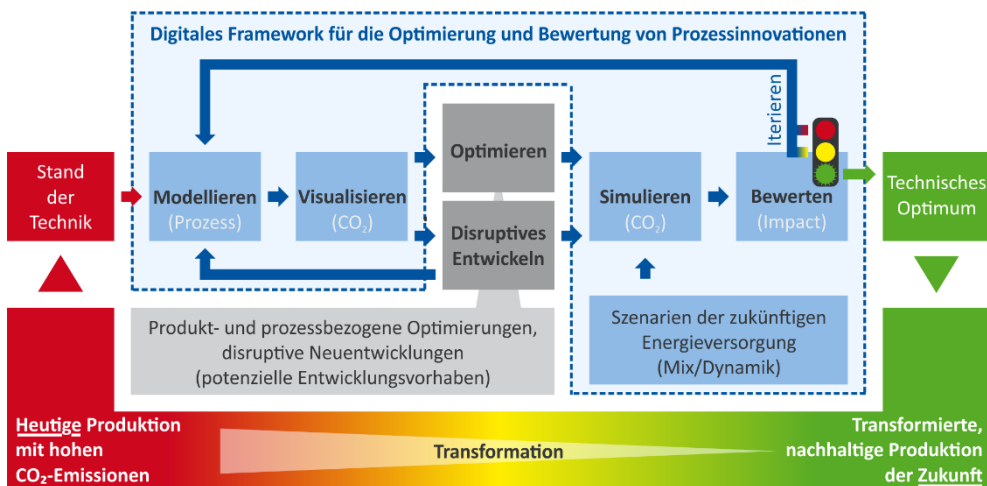 Digitales Framework für die Optimierung und Bewertung von Prozessinnovationen
Iterieren
Stand
der
Technik
Modellieren
(Prozess)
Visualisieren
(CO₂)
Optimieren
Disruptives
Entwickeln
Simulieren
(CO₂)
Bewerten
(Impact)
Technisches
Optimum
Produkt- und prozessbezogene Optimierungen,
disruptive Neuentwicklungen
(potenzielle Entwicklungsvorhaben)
Szenarien der zukünftigen
Energieversorgung
(Mix/Dynamik)
Heutige Produktion
mit hohen
CO₂-Emissionen
Transformation
Transformierte,
nachhaltige Produktion
der Zukunft